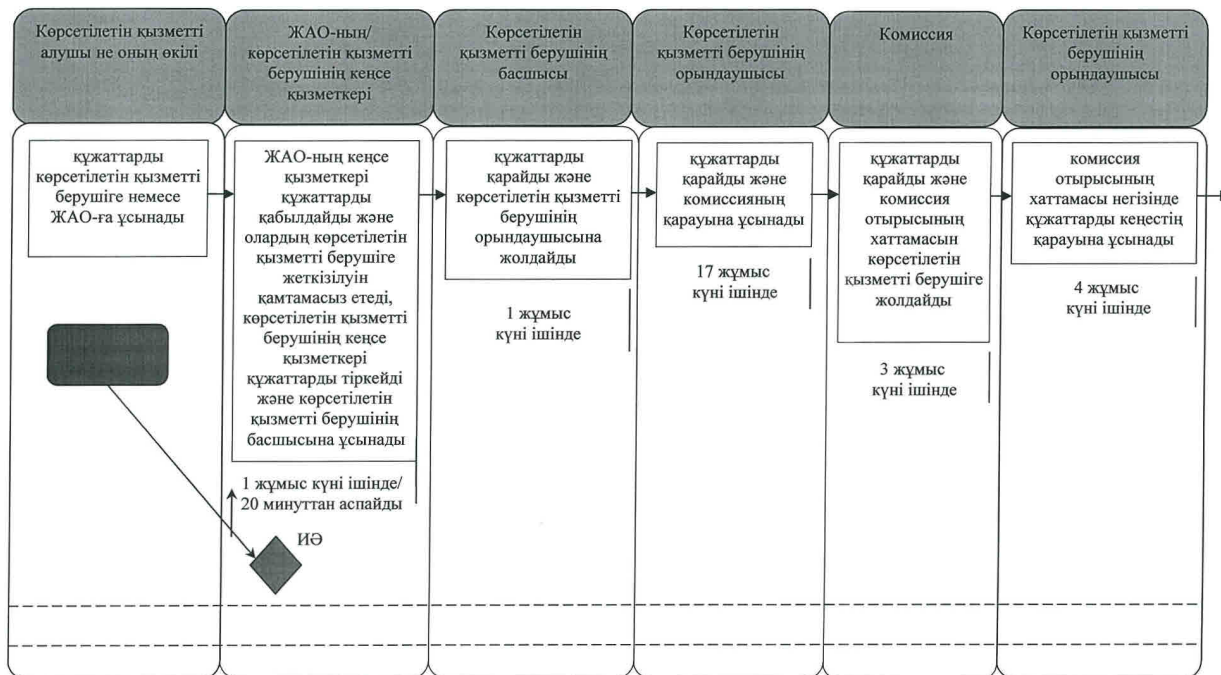 Көрсетілетін қызметті
алушы не оның өкілі
ЖАО-ның/
көрсетілетін қызметті
берушінің кеңсе
қызметкері
Көрсетілетін
қызметті берушінің
басшысы
Көрсетілетін
қызметті берушінің
орындаушысы
Комиссия
Көрсетілетін қызметті
берушінің
орындаушысы
құжаттарды
көрсетілетін қызметті
берушіге немесе
ЖАО-ға ұсынады
ЖАО-ның кеңсе
қызметкері
құжаттарды
қабылдайды және
олардың көрсетілетін
қызметті берушіге
жеткізілуін
қамтамасыз етеді,
көрсетілетін қызметті
берушінің кеңсе
қызметкері
құжаттарды тіркейді
және көрсетілетін
қызметті берушінің
басшысына ұсынады
1 жұмыс күні ішінде/
20 минуттан аспайды
ИӘ
құжаттарды
қарайды және
көрсетілетін қызметті
берушінің
орындаушысына
жолдайды
1 жұмыс
күні ішінде
құжаттарды
қарайды және
комиссияның
қарауына ұсынады
17 жұмыс
күні ішінде
құжаттарды
қарайды және
комиссия
отырысының
хаттамасын
көрсетілетін
қызметті берушіге
жолдайды
3 жұмыс
күні ішінде
комиссия
отырысының
хаттамасы негізінде
құжаттарды кеңестің
қарауына ұсынады
4 жұмыс
күні ішінде